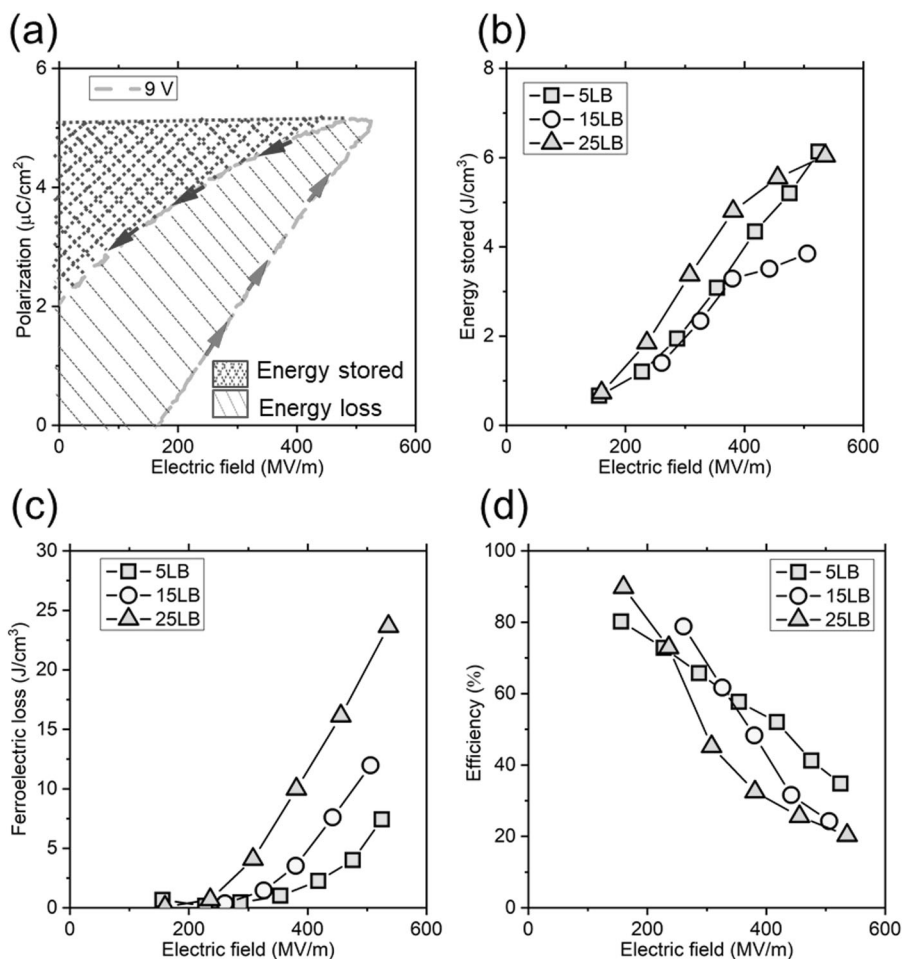 (a)
6
4
2
0
0
200
400
600
Polarization (μC/cm²)
Electric field (MV/m)
9 V
Energy stored
Energy loss
(b)
8
6
4
2
0
0
200
400
600
Energy stored (J/cm³)
Electric field (MV/m)
5LB
15LB
25LB
(c)
30
25
20
15
10
5
0
0
200
400
600
Ferroelectric loss (J/cm³)
Electric field (MV/m)
5LB
15LB
25LB
(d)
100
80
60
40
20
0
0
200
400
600
Efficiency (%)
Electric field (MV/m)
5LB
15LB
25LB